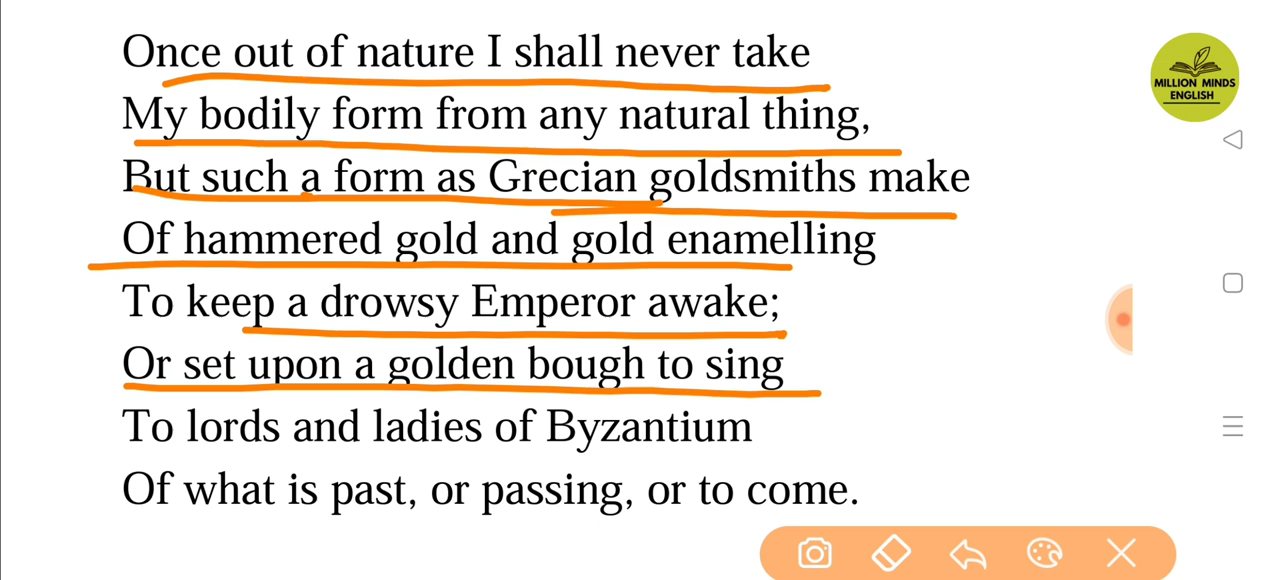 Once out of nature I shall never take
My bodily form from any natural thing,
But such a form as Grecian goldsmiths make
Of hammered gold and gold enamelling
To keep a drowsy Emperor awake;
Or set upon a golden bough to sing
To lords and ladies of Byzantium
Of what is past, or passing, or to come.
MILLION MINDS
ENGLISH